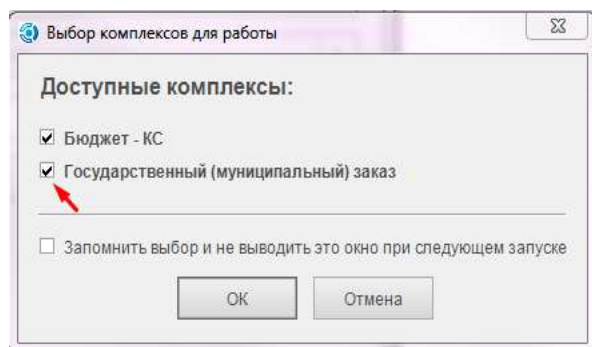 Выбор комплексов для работы
Доступные комплексы:
Бюджет - КС
Государственный (муниципальный) заказ
Запомнить выбор и не выводить это окно при следующем запуске
ОК
Отмена